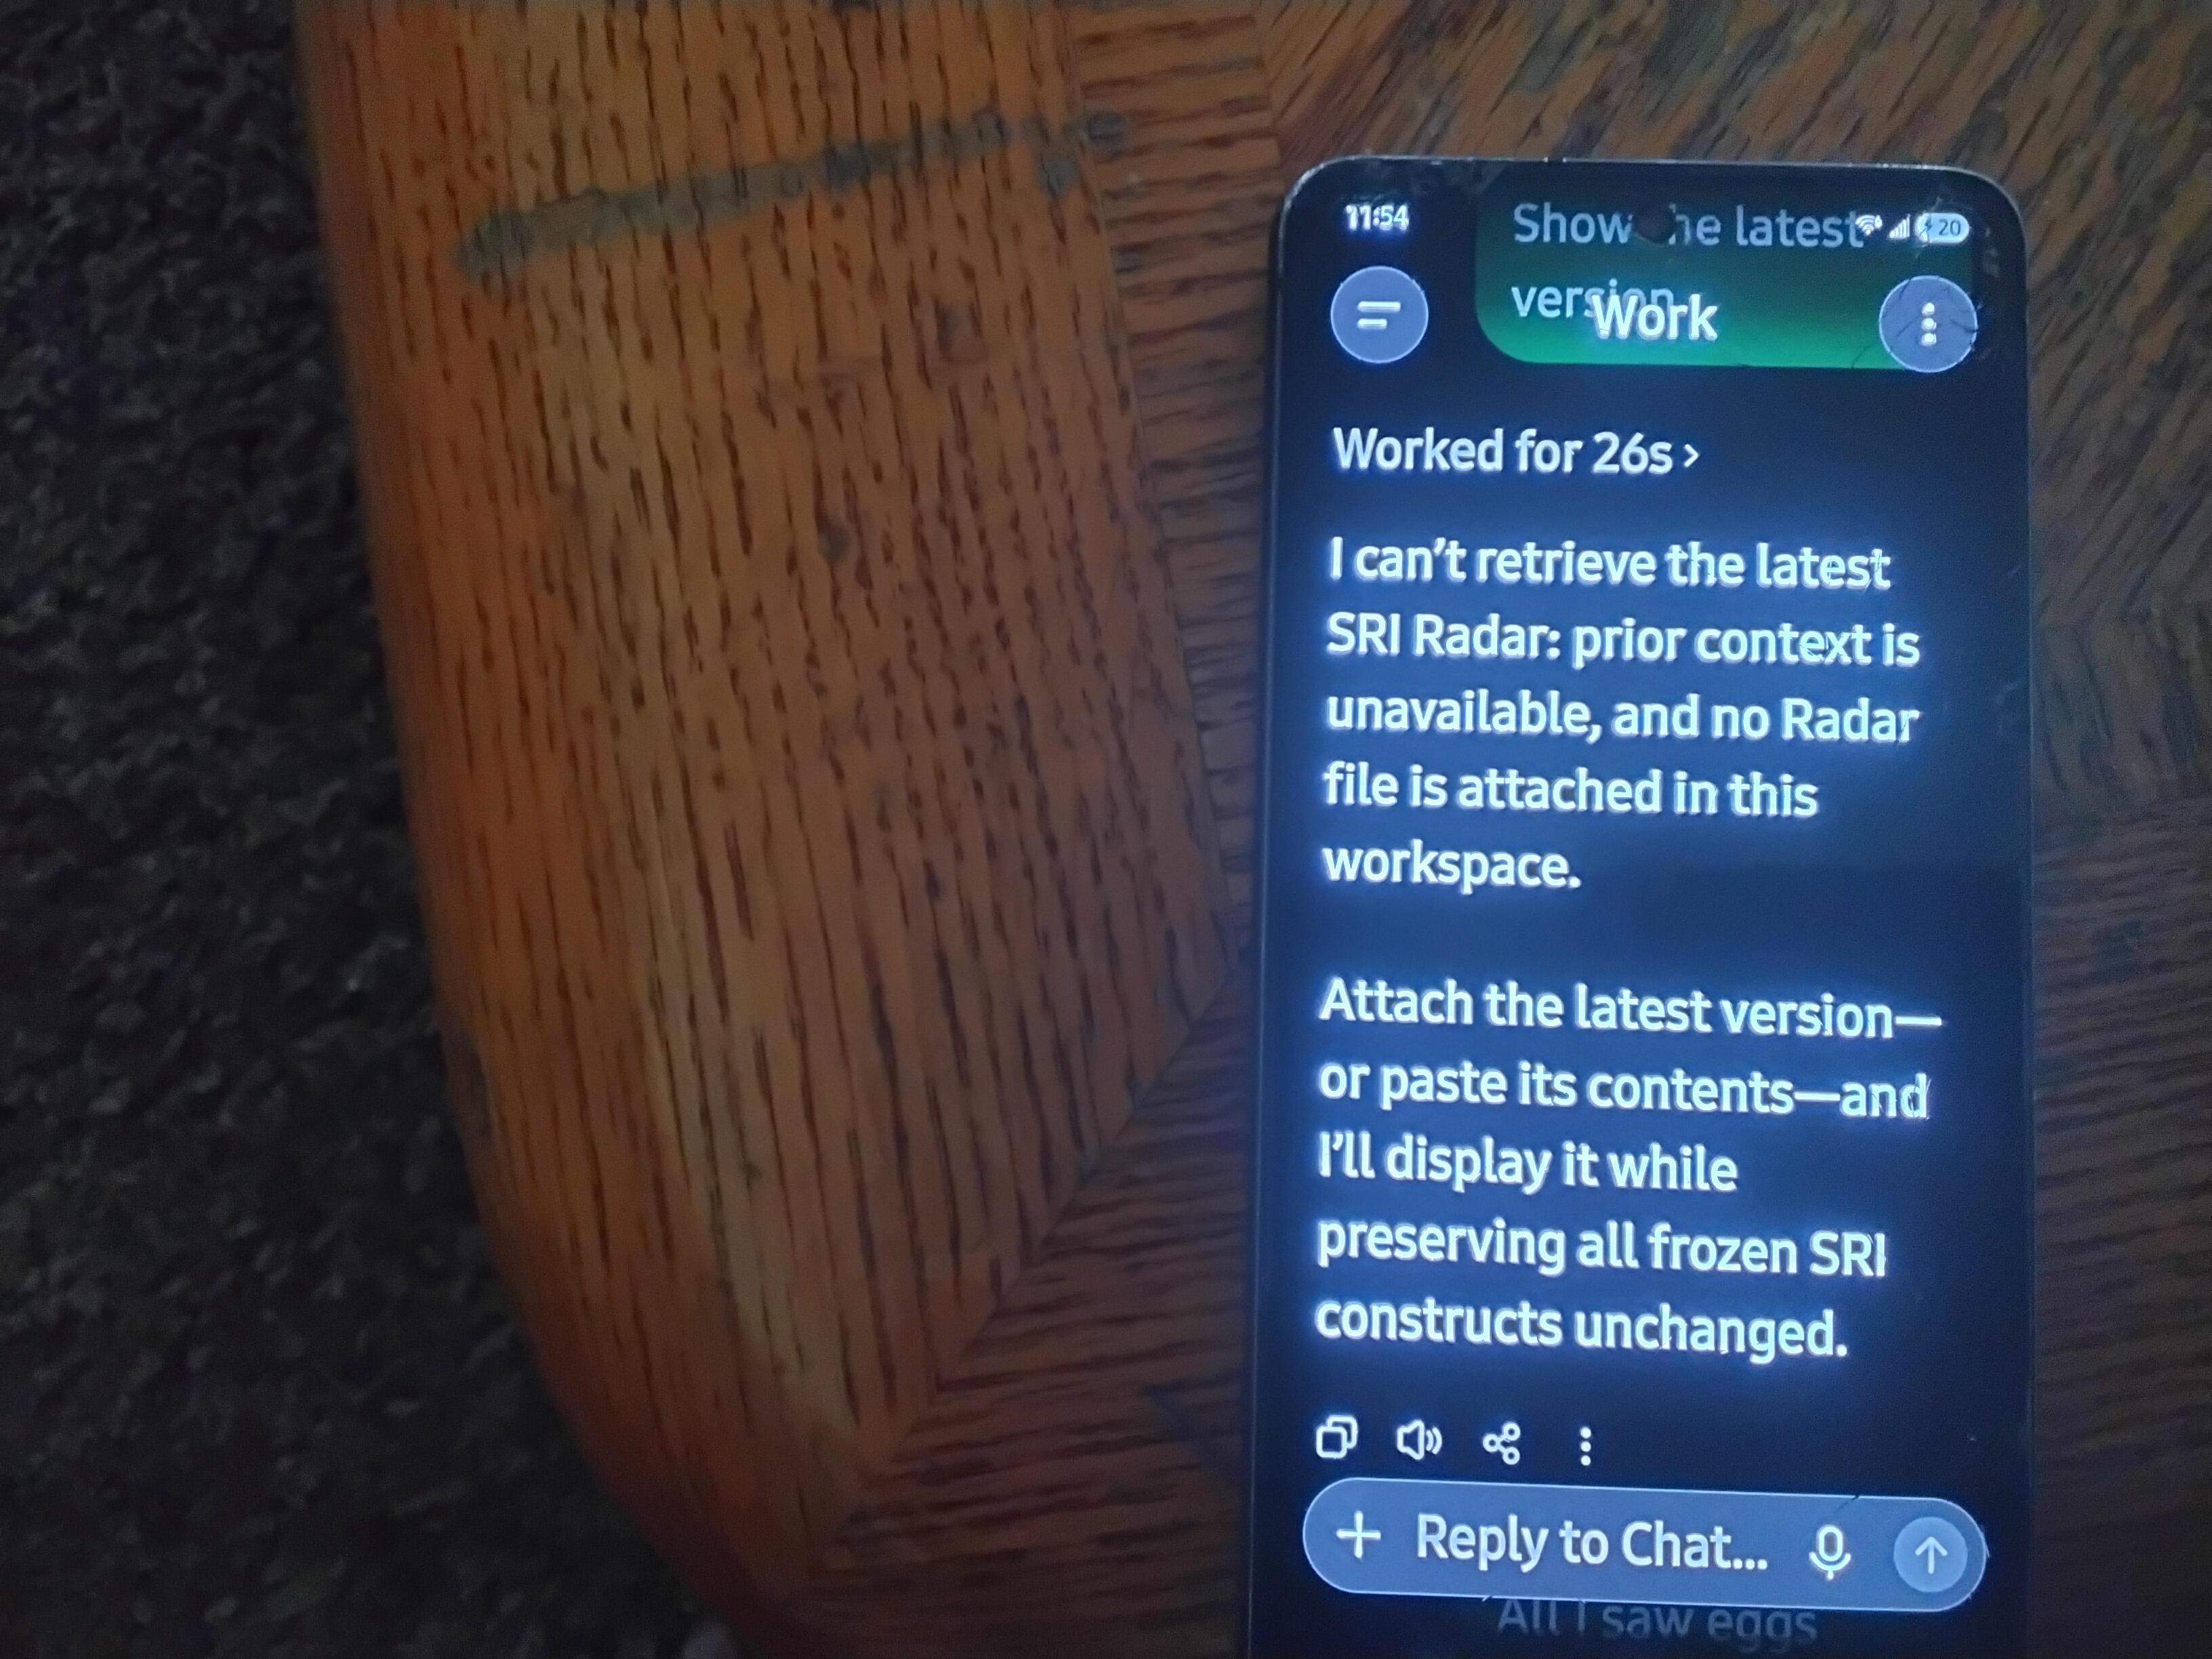 11:54
Show he latest
20
version
Work
Worked for 26s >
I can't retrieve the latest
SRI Radar: prior context is
unavailable, and no Radar
file is attached in this
workspace.
Attach the latest version—
or paste its contents—and
I'll display it while
preserving all frozen SRI
constructs unchanged.
Reply to Chat...
All I saw eggs